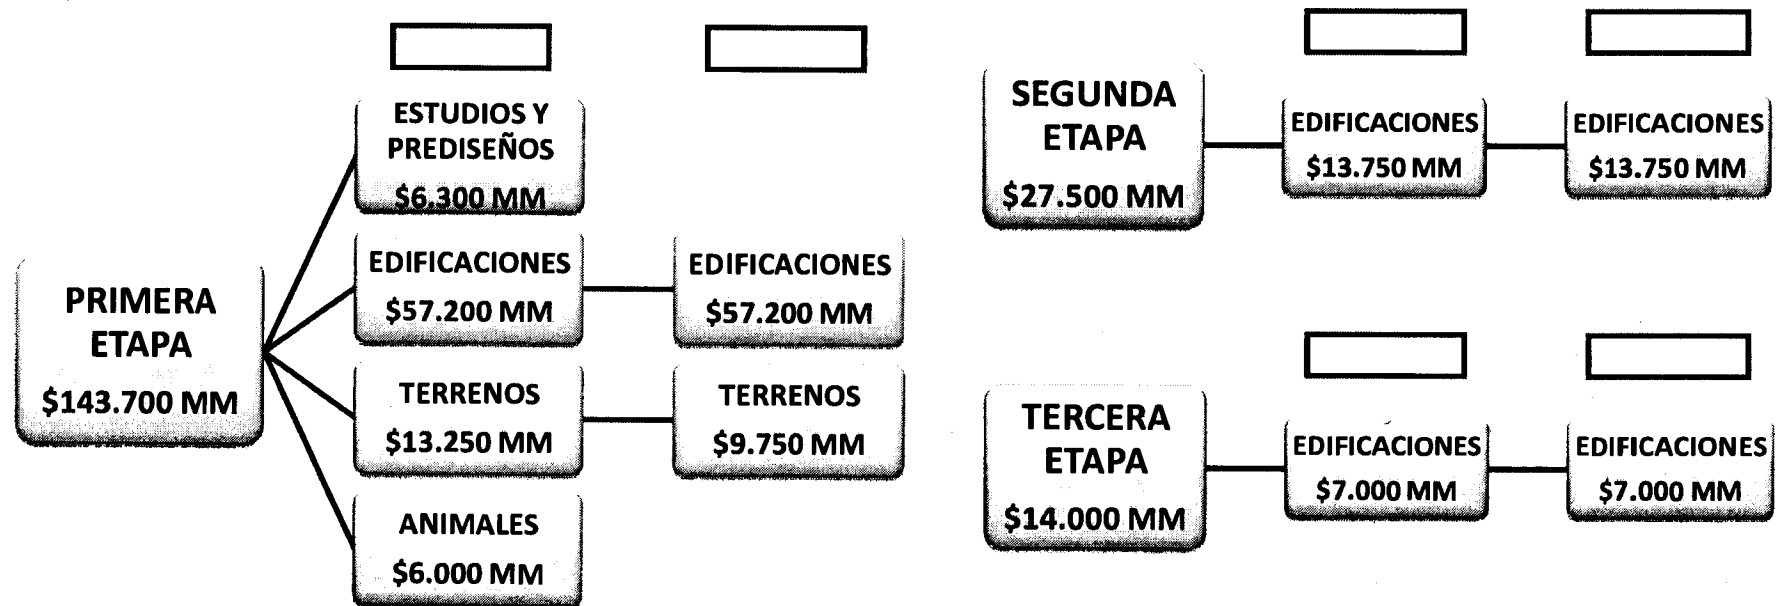 PRIMERA
ETAPA
$143.700 MM
ESTUDIOS Y
PREDISEÑOS
$6.300 MM
EDIFICACIONES
$57.200 MM
TERRENOS
$13.250 MM
ANIMALES
$6.000 MM
EDIFICACIONES
$57.200 MM
TERRENOS
$9.750 MM
SEGUNDA
ETAPA
$27.500 MM
EDIFICACIONES
$13.750 MM
EDIFICACIONES
$13.750 MM
TERCERA
ETAPA
$14.000 MM
EDIFICACIONES
$7.000 MM
EDIFICACIONES
$7.000 MM